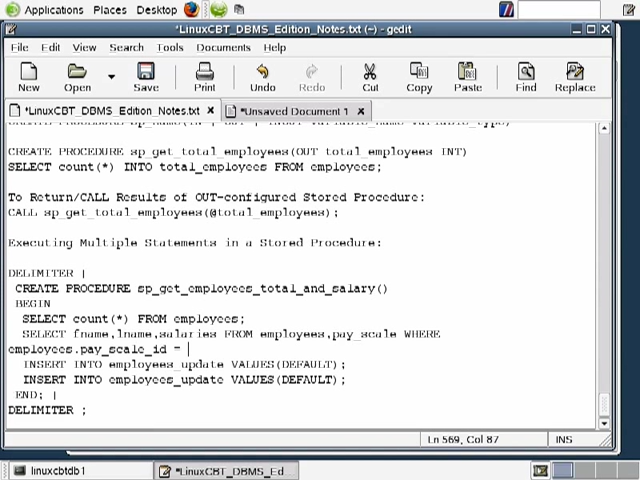 Applications Places Desktop
*LinuxCBT_DBMS_Edition_Notes.txt (~) - gedit
File Edit View Search Tools Documents Help
New Open Save Print Undo Redo Cut Copy Paste Find Replace
*LinuxCBT_DBMS_Edition_Notes.txt x *Unsaved Document 1 x
CREATE PROCEDURE sp_get_total_employees(OUT total_employees INT)
SELECT count(*) INTO total_employees FROM employees;
To Return/CALL Results of OUT-configured Stored Procedure:
CALL sp_get_total_employees(@total_employees);
Executing Multiple Statements in a Stored Procedure:
DELIMITER |
CREATE PROCEDURE sp_get_employees_total_and_salary()
BEGIN
SELECT count(*) FROM employees;
SELECT fname,lname,salaries FROM employees,pay_scale WHERE
employees.pay_scale_id =
INSERT INTO employees_update VALUES(DEFAULT);
INSERT INTO employees_update VALUES(DEFAULT);
END; |
DELIMITER ;
Ln 569, Col 87 INS
linuxcbtdb1 *LinuxCBT_DBMS_Ed